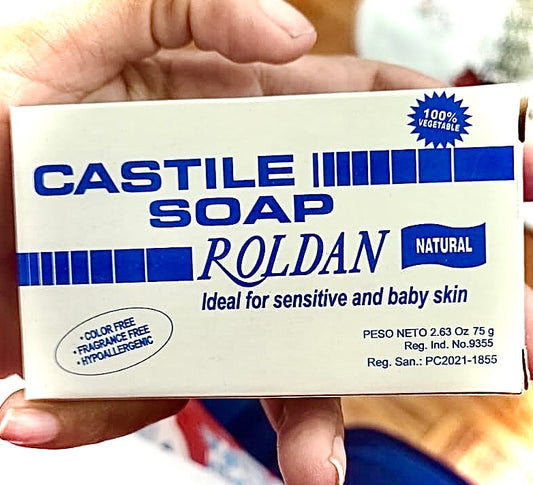 100%
VEGETABLE
CASTILE
SOAP
ROLDAN
NATURAL
Ideal for sensitive and baby skin
• COLOR FREE
• FRAGRANCE FREE
• HYPOALLERGENIC
PESO NETO 2.63 Oz 75 g
Reg. Ind. No.9355
Reg. San.: PC2021-1855